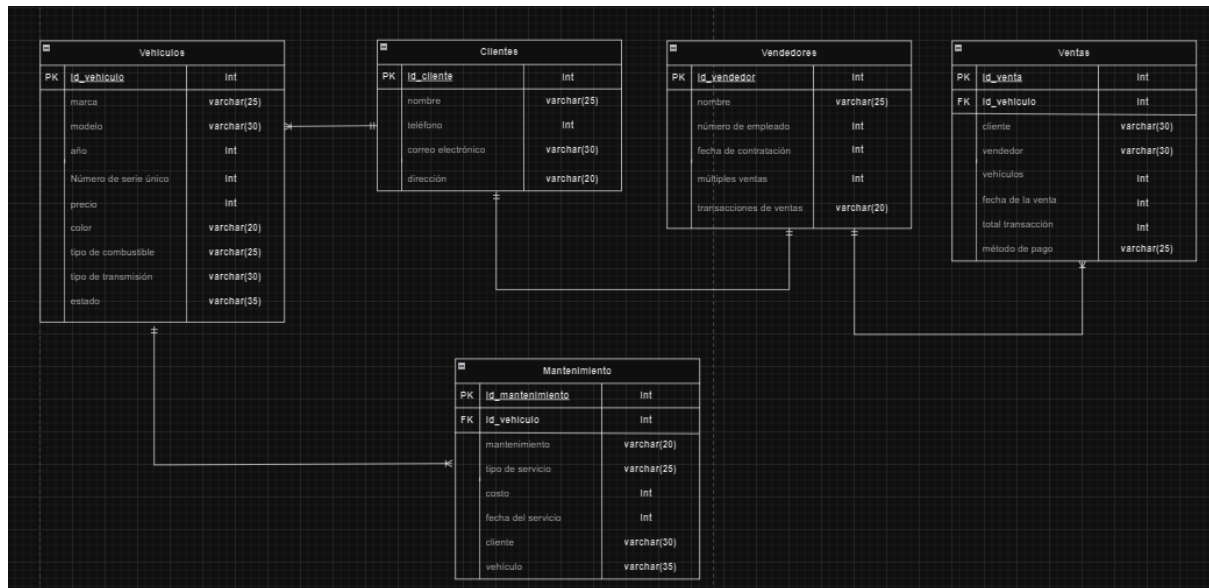 Vehiculos
PK Id_vehiculo Int
marca varchar(25)
modelo varchar(30)
año Int
Número de serie único Int
precio Int
color varchar(20)
tipo de combustible varchar(25)
tipo de transmisión varchar(30)
estado varchar(35)
Clientes
PK Id_cliente Int
nombre varchar(25)
teléfono Int
correo electrónico varchar(30)
dirección varchar(20)
Vendedores
PK Id_vendedor Int
nombre varchar(25)
número de empleado Int
fecha de contratación Int
múltiples ventas Int
transacciones de ventas varchar(20)
Ventas
PK Id_venta Int
FK Id_vehiculo Int
cliente varchar(30)
vendedor varchar(30)
vehículos Int
fecha de la venta Int
total transacción Int
método de pago varchar(25)
Mantenimiento
PK Id_mantenimiento Int
FK Id_vehiculo Int
mantenimiento varchar(20)
tipo de servicio varchar(25)
costo Int
fecha del servicio Int
cliente varchar(30)
vehículo varchar(35)